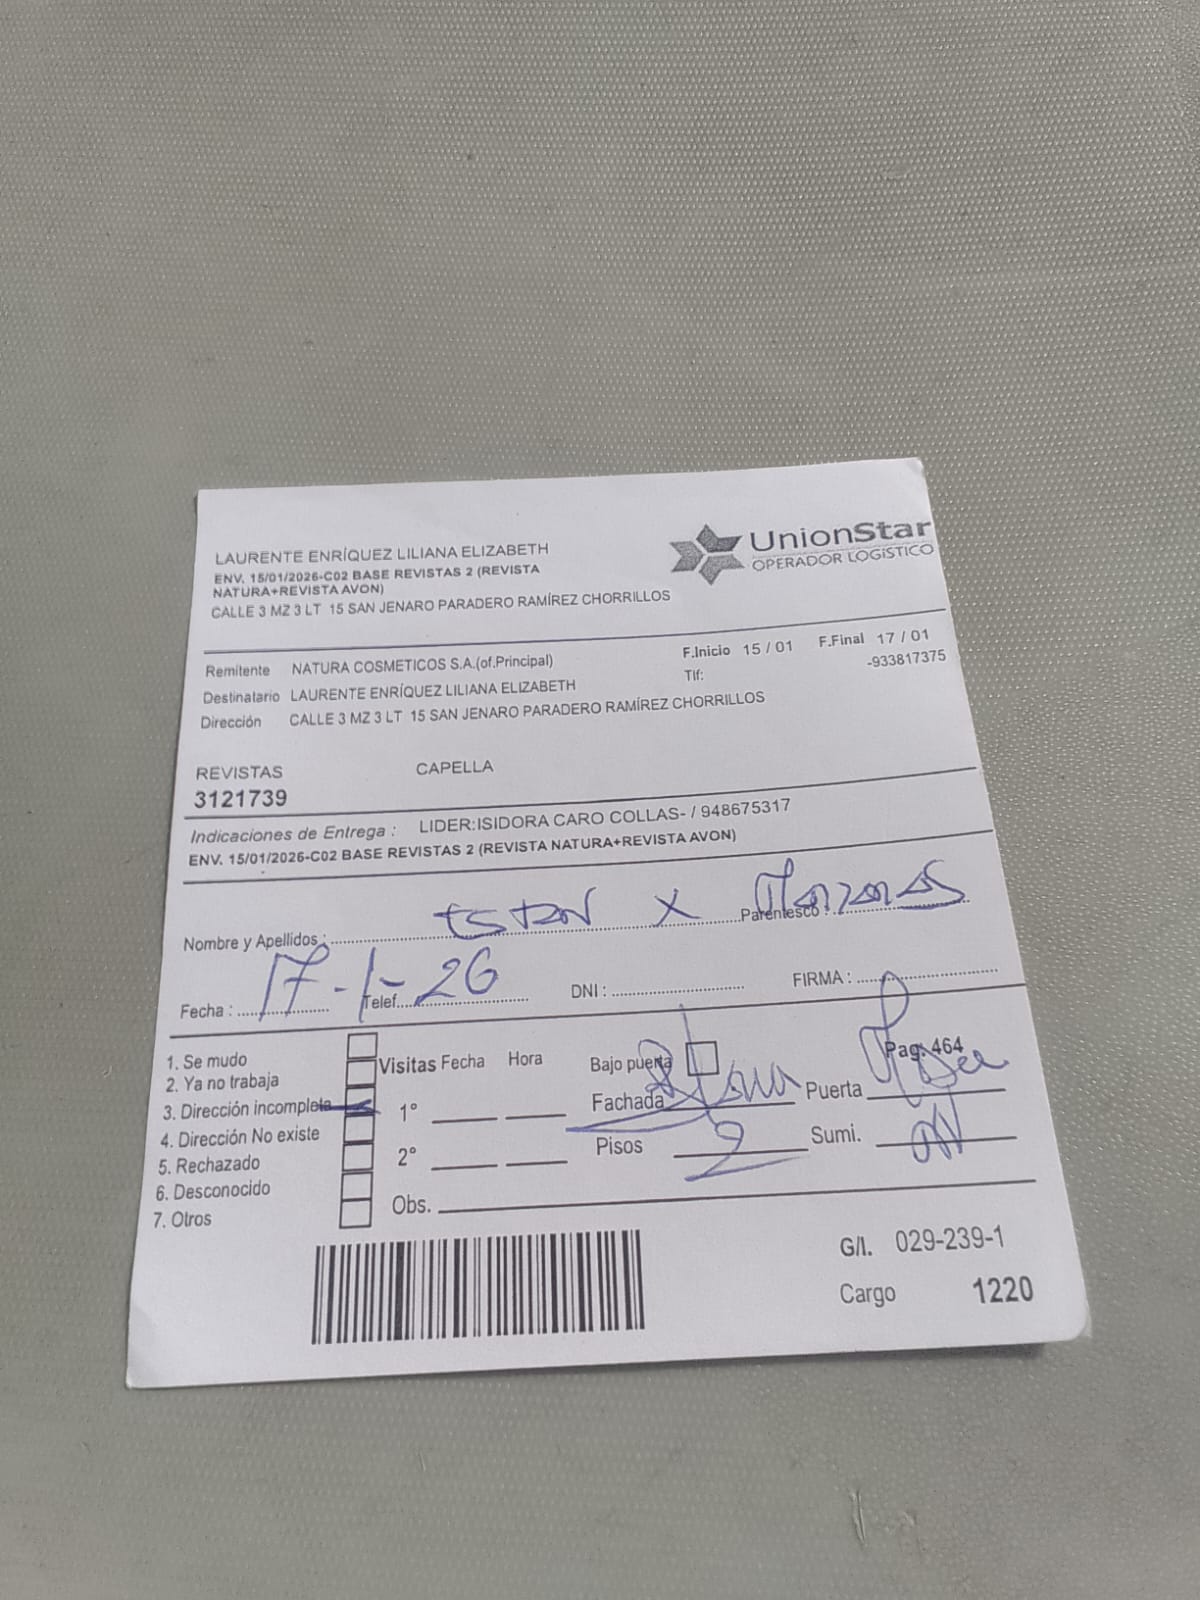 LAURENTE ENRÍQUEZ LILIANA ELIZABETH
ENV. 15/01/2026-C02 BASE REVISTAS 2 (REVISTA
NATURA+REVISTA AVON)
CALLE 3 MZ 3 LT 15 SAN JENARO PARADERO RAMÍREZ CHORRILLOS
UnionStar
OPERADOR LOGÍSTICO
Remitente NATURA COSMETICOS S.A.(of.Principal) F.Inicio 15 / 01 F.Final 17 / 01
Destinatario LAURENTE ENRÍQUEZ LILIANA ELIZABETH Tlf: -933817375
Dirección CALLE 3 MZ 3 LT 15 SAN JENARO PARADERO RAMÍREZ CHORRILLOS
REVISTAS CAPELLA
3121739
Indicaciones de Entrega : LIDER:ISIDORA CARO COLLAS- / 948675317
ENV. 15/01/2026-C02 BASE REVISTAS 2 (REVISTA NATURA+REVISTA AVON)
Nombre y Apellidos : estan x Manzanas Parentesco :
Fecha : 17-1-26 Telef. DNI : FIRMA :
1. Se mudo
2. Ya no trabaja
3. Dirección incompleta
4. Dirección No existe
5. Rechazado
6. Desconocido
7. Otros
Visitas Fecha Hora Bajo puerta Pag. 464
1° Fachada Puerta
2° Pisos 2 Sumi.
Obs.
G/I. 029-239-1
Cargo 1220